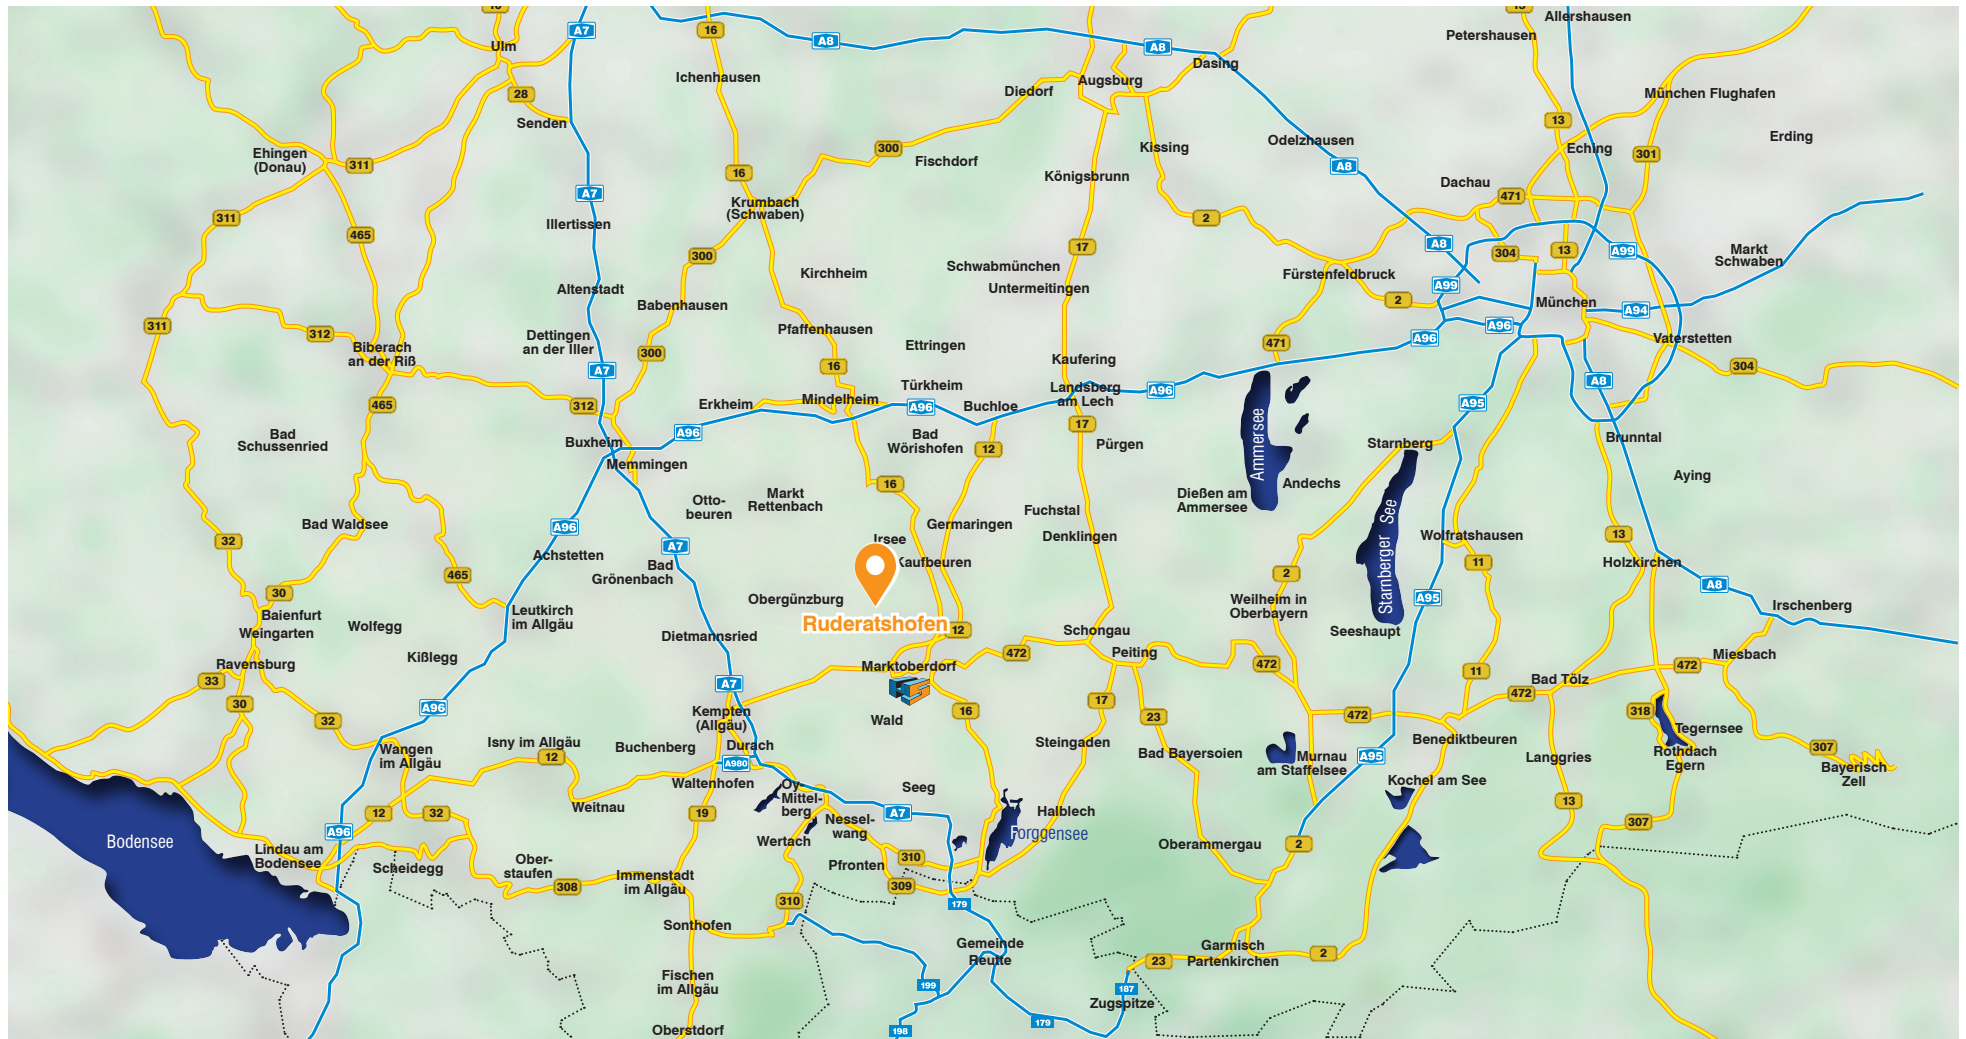 10
13
Allershausen
A7
16
A8
A8
Petershausen
Ulm
Dasing
Ichenhausen
Augsburg
Diedorf
München Flughafen
28
Senden
13
Erding
Odelzhausen
Kissing
300
Eching
301
Ehingen
(Donau)
311
Fischdorf
A8
16
Königsbrunn
Dachau
471
A7
Krumbach
(Schwaben)
311
Illertissen
2
465
17
A8
304
13
A99
Markt
Schwaben
300
Kirchheim
Schwabmünchen
Fürstenfeldbruck
A99
Altenstadt
Untermeitingen
2
München
A94
Babenhausen
311
312
Pfaffenhausen
A96
A96
Dettingen
an der Iller
Biberach
an der Riß
300
Ettringen
471
Vaterstetten
Kaufering
16
304
A7
Türkheim
Landsberg
am Lech
A96
A8
465
312
Erkheim
Mindelheim
A96
Buchloe
A95
A96
17
Bad
Schussenried
Buxheim
Bad
Wörishofen
12
Pürgen
Starnberg
Brunntal
Memmingen
Ammersee
Aying
16
Andechs
Otto-
beuren
Markt
Rettenbach
Dießen am
Ammersee
Bad Waldsee
A96
Fuchstal
Germaringen
Starnberger See
32
Irsee
Denklingen
Wolfratshausen
13
A7
Achstetten
Kaufbeuren
11
Holzkirchen
Bad
Grönenbach
465
2
A8
30
Obergünzburg
Weilheim in
Oberbayern
A95
Irschenberg
Baienfurt
Leutkirch
im Allgäu
Ruderatshofen
12
Wolfegg
Weingarten
Dietmannsried
Schongau
Seeshaupt
472
Peiting
Kißlegg
Ravensburg
Marktoberdorf
472
472
Miesbach
33
A7
11
Bad Tölz
30
A96
17
472
32
Kempten
(Allgäu)
Wald
16
23
472
318
Tegernsee
Isny im Allgäu
Buchenberg
Durach
Steingaden
Benediktbeuren
Wangen
im Allgäu
12
A980
Bad Bayersoien
Murnau
am Staffelsee
A95
Langgries
Rothdach
Egern
307
Bayerisch
Zell
Waltenhofen
Oy-
Mittel-
berg
Seeg
Kochel am See
Weitnau
12
32
19
A7
Halblech
13
307
A96
Nessel-
wang
Forggensee
Bodensee
Wertach
Oberammergau
2
Lindau am
Bodensee
Scheidegg
Ober-
staufen
Pfronten
310
308
Immenstadt
im Allgäu
309
310
179
Sonthofen
Gemeinde
Reutte
Garmisch
Partenkirchen
23
2
Fischen
im Allgäu
199
187
Zugspitze
Oberstdorf
198
179